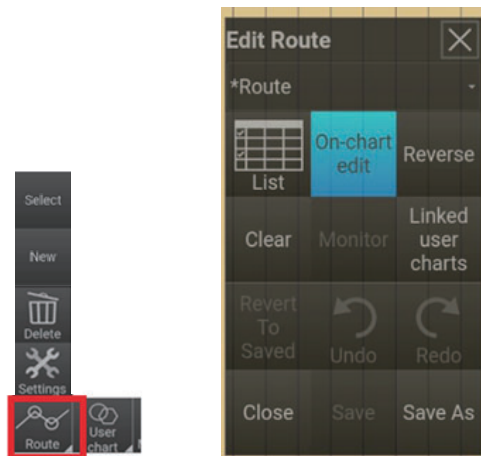 Select
New
Delete
Settings
Route
User
chart
Edit Route
*Route
List
On-chart
edit
Reverse
Clear
Monitor
Linked
user
charts
Revert
To
Saved
Undo
Redo
Close
Save
Save As